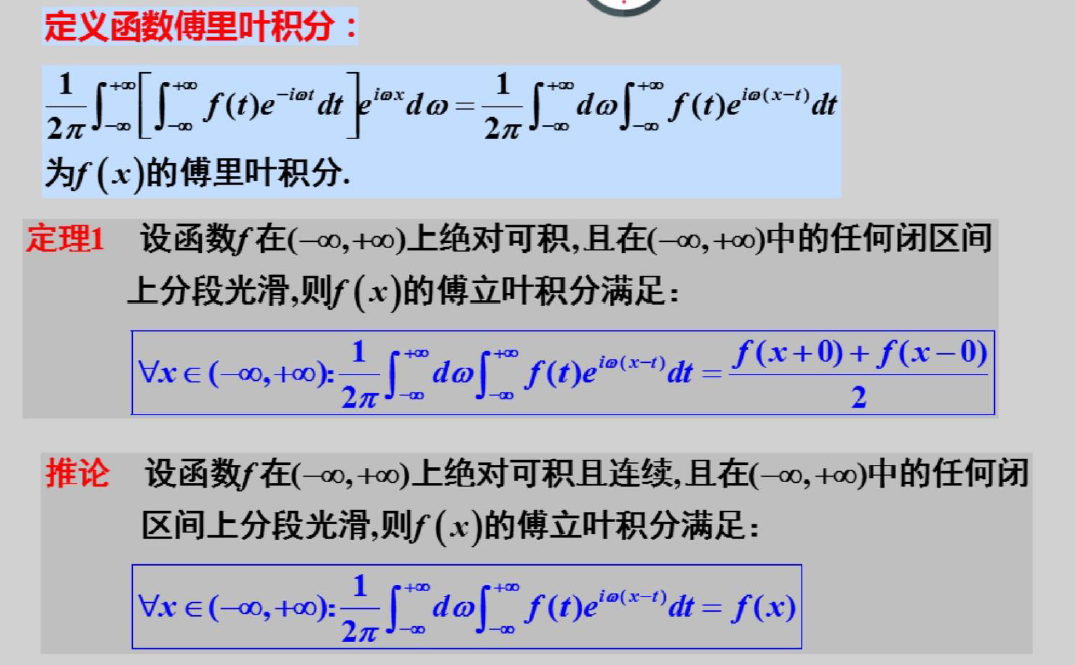 定义函数傅里叶积分：
$\frac{1}{2\pi}\int_{-\infty}^{+\infty}\left[\int_{-\infty}^{+\infty} f(t)e^{-i\omega t}dt\right]e^{i\omega x}d\omega=\frac{1}{2\pi}\int_{-\infty}^{+\infty}d\omega\int_{-\infty}^{+\infty} f(t)e^{i\omega(x-t)}dt$
为f(x)的傅里叶积分.
定理1 设函数f在(−∞,+∞)上绝对可积,且在(−∞,+∞)中的任何闭区间
上分段光滑,则f(x)的傅立叶积分满足：
$\forall x\in(-\infty,+\infty):\frac{1}{2\pi}\int_{-\infty}^{+\infty}d\omega\int_{-\infty}^{+\infty} f(t)e^{i\omega(x-t)}dt=\frac{f(x+0)+f(x-0)}{2}$
推论 设函数f在(−∞,+∞)上绝对可积且连续,且在(−∞,+∞)中的任何闭
区间上分段光滑,则f(x)的傅立叶积分满足：
$\forall x\in(-\infty,+\infty):\frac{1}{2\pi}\int_{-\infty}^{+\infty}d\omega\int_{-\infty}^{+\infty} f(t)e^{i\omega(x-t)}dt=f(x)$